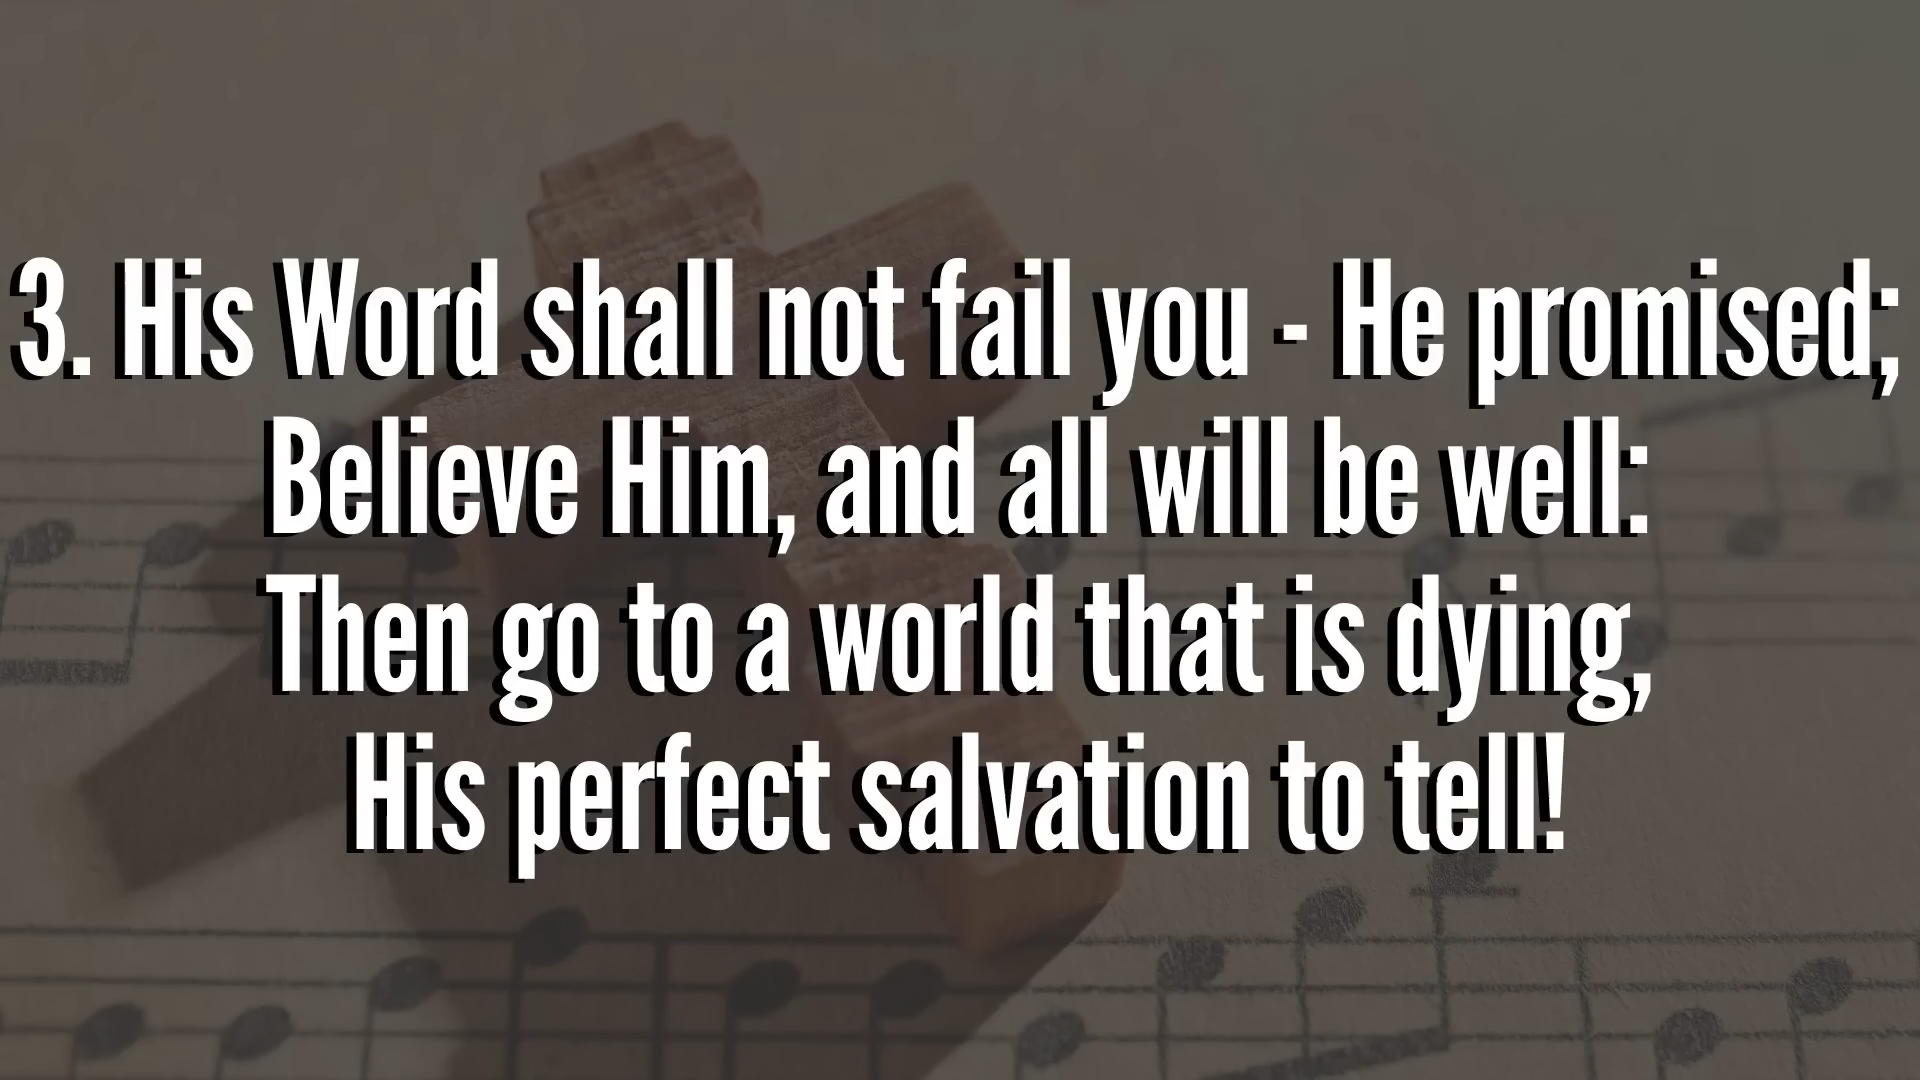 3. His Word shall not fail you - He promised;
Believe Him, and all will be well:
Then go to a world that is dying,
His perfect salvation to tell!